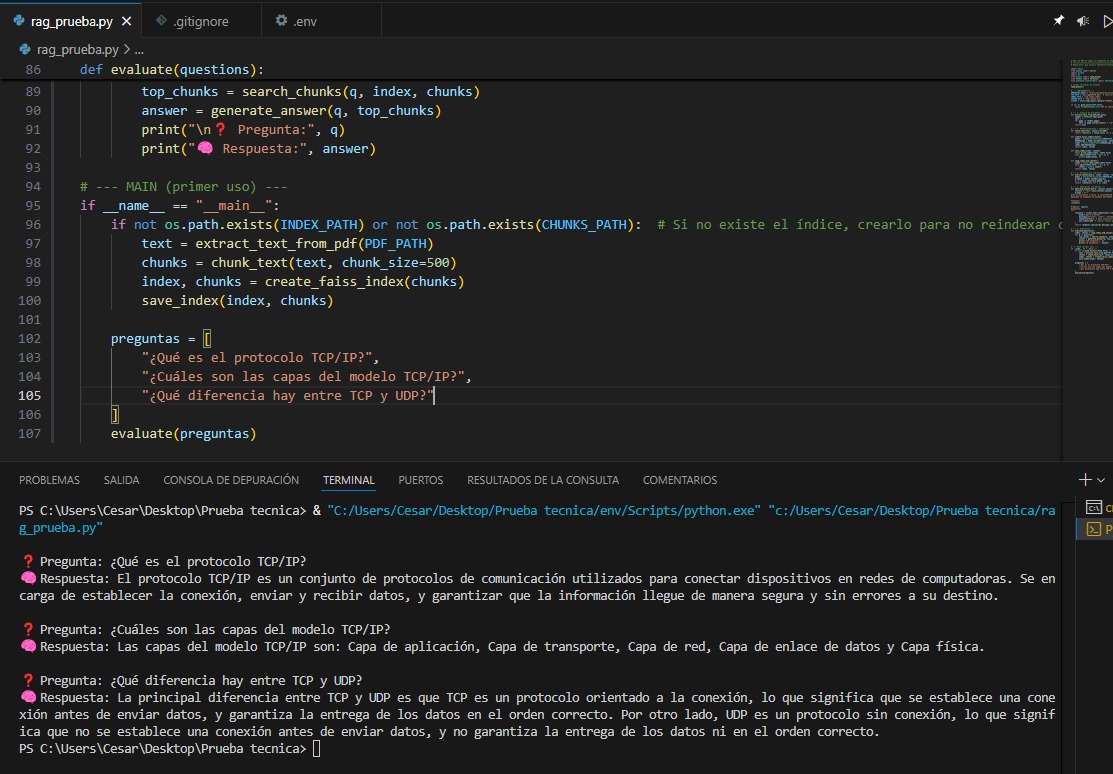 rag_prueba.py
.gitignore
.env
rag_prueba.py > ...
86 def evaluate(questions):
89 top_chunks = search_chunks(q, index, chunks)
90 answer = generate_answer(q, top_chunks)
91 print("\n❓ Pregunta:", q)
92 print("🧠 Respuesta:", answer)
93
94 # --- MAIN (primer uso) ---
95 if __name__ == "__main__":
96 if not os.path.exists(INDEX_PATH) or not os.path.exists(CHUNKS_PATH): # Si no existe el índice, crearlo para no reindexar
97 text = extract_text_from_pdf(PDF_PATH)
98 chunks = chunk_text(text, chunk_size=500)
99 index, chunks = create_faiss_index(chunks)
100 save_index(index, chunks)
101
102 preguntas = [
103 "¿Qué es el protocolo TCP/IP?",
104 "¿Cuáles son las capas del modelo TCP/IP?",
105 "¿Qué diferencia hay entre TCP y UDP?"
106 ]
107 evaluate(preguntas)
PROBLEMAS SALIDA CONSOLA DE DEPURACIÓN TERMINAL PUERTOS RESULTADOS DE LA CONSULTA COMENTARIOS
PS C:\Users\Cesar\Desktop\Prueba tecnica> & "C:/Users/Cesar/Desktop/Prueba tecnica/env/Scripts/python.exe" "c:/Users/Cesar/Desktop/Prueba tecnica/ra
g_prueba.py"
❓ Pregunta: ¿Qué es el protocolo TCP/IP?
🧠 Respuesta: El protocolo TCP/IP es un conjunto de protocolos de comunicación utilizados para conectar dispositivos en redes de computadoras. Se en
carga de establecer la conexión, enviar y recibir datos, y garantizar que la información llegue de manera segura y sin errores a su destino.
❓ Pregunta: ¿Cuáles son las capas del modelo TCP/IP?
🧠 Respuesta: Las capas del modelo TCP/IP son: Capa de aplicación, Capa de transporte, Capa de red, Capa de enlace de datos y Capa física.
❓ Pregunta: ¿Qué diferencia hay entre TCP y UDP?
🧠 Respuesta: La principal diferencia entre TCP y UDP es que TCP es un protocolo orientado a la conexión, lo que significa que se establece una cone
xión antes de enviar datos, y garantiza la entrega de los datos en el orden correcto. Por otro lado, UDP es un protocolo sin conexión, lo que signif
ica que no se establece una conexión antes de enviar datos, y no garantiza la entrega de los datos ni en el orden correcto.
PS C:\Users\Cesar\Desktop\Prueba tecnica>